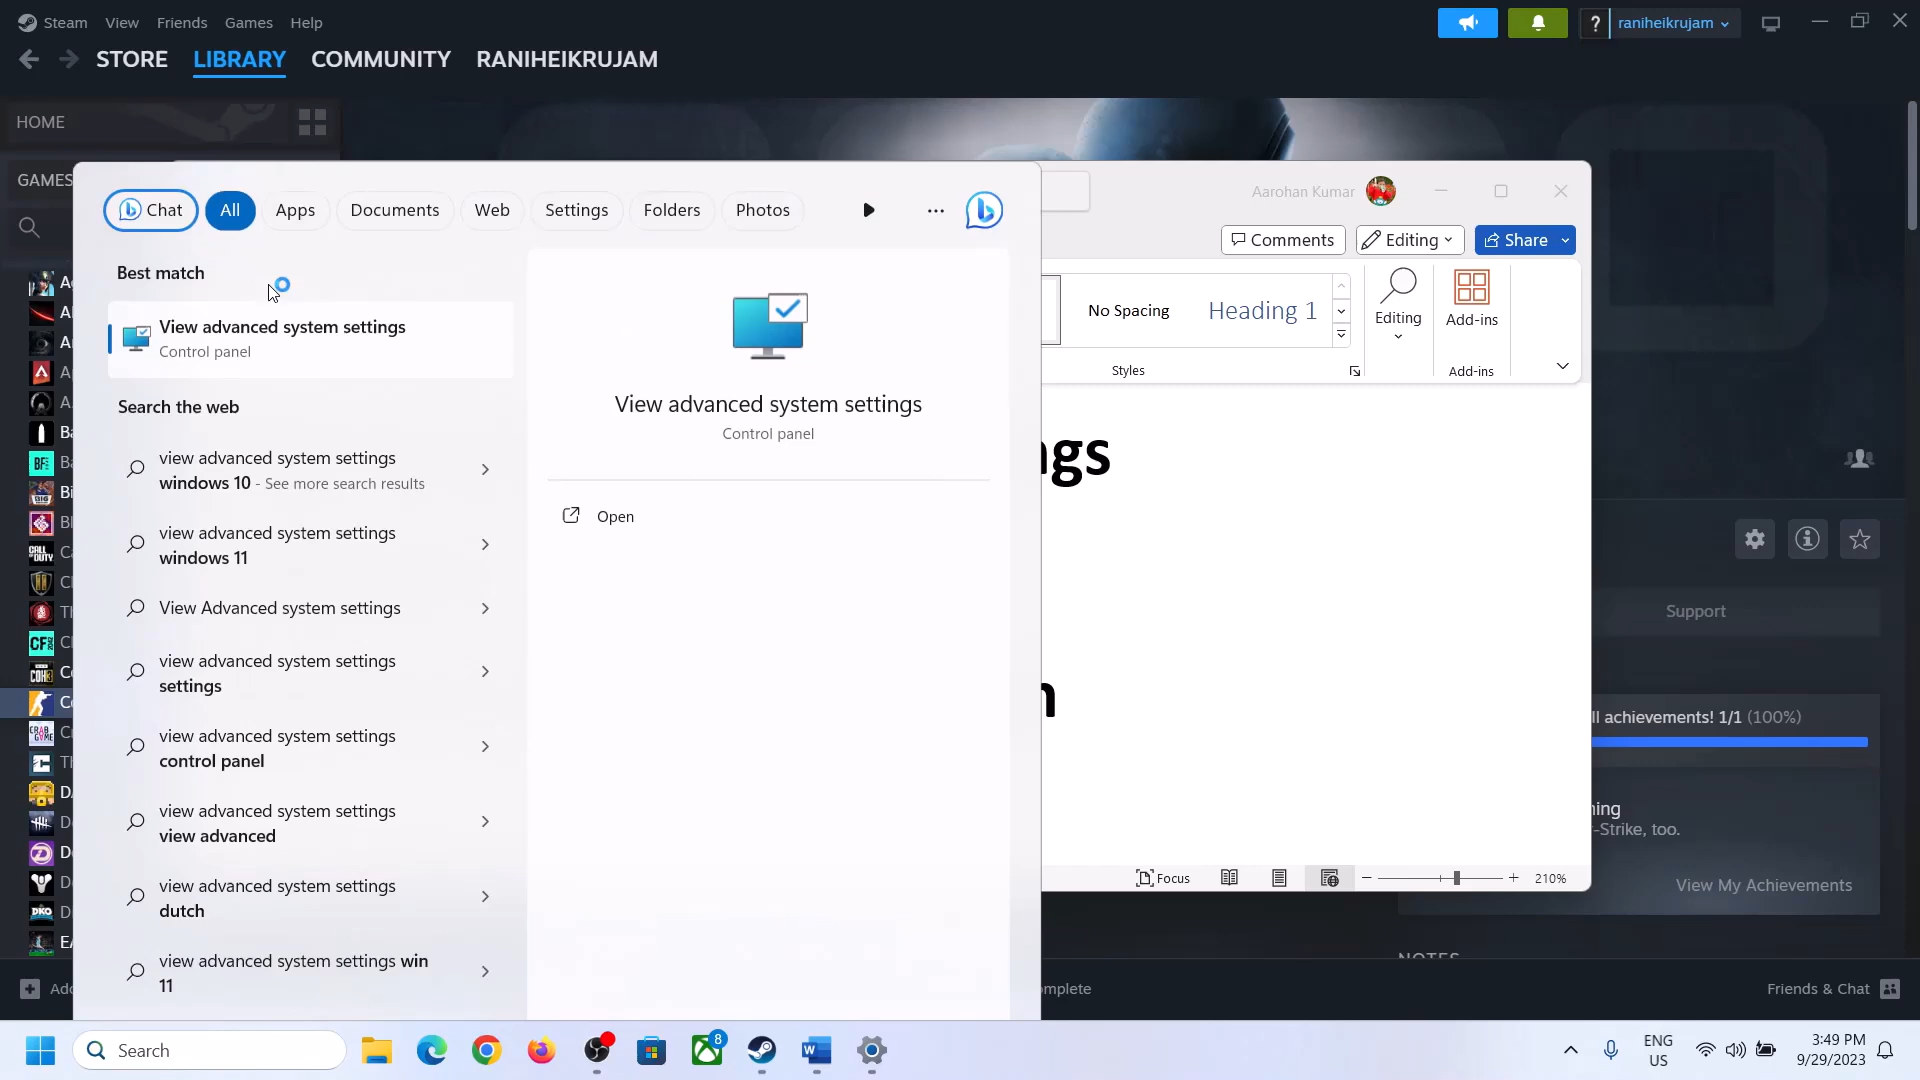 Steam View Friends Games Help
raniheikrujam
STORE LIBRARY COMMUNITY RANIHEIKRUJAM
HOME
GAMES
Chat All Apps Documents Web Settings Folders Photos
Aarohan Kumar
Comments Editing Share
Best match
View advanced system settings
Control panel
Search the web
view advanced system settings
windows 10 - See more search results
view advanced system settings
windows 11
View Advanced system settings
view advanced system settings
settings
view advanced system settings
control panel
view advanced system settings
view advanced
view advanced system settings
dutch
view advanced system settings win
11
View advanced system settings
Control panel
Open
No Spacing Heading 1
Editing
Add-ins
Styles
Add-ins
ngs
n
Focus
210%
Support
ll achievements! 1/1 (100%)
ning
-Strike, too.
View My Achievements
NOTES
Add
mplete
Friends & Chat
Search
8
ENG
US
3:49 PM
9/29/2023